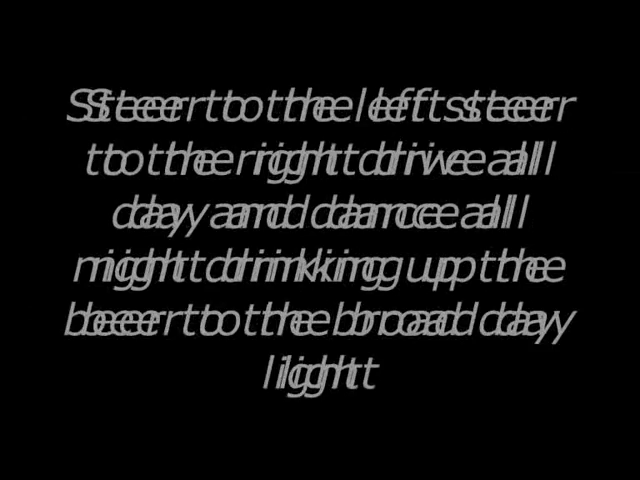 Steer to the left steer
to the right drive all
day and dance all
night drinking up the
beer to the broad day
light